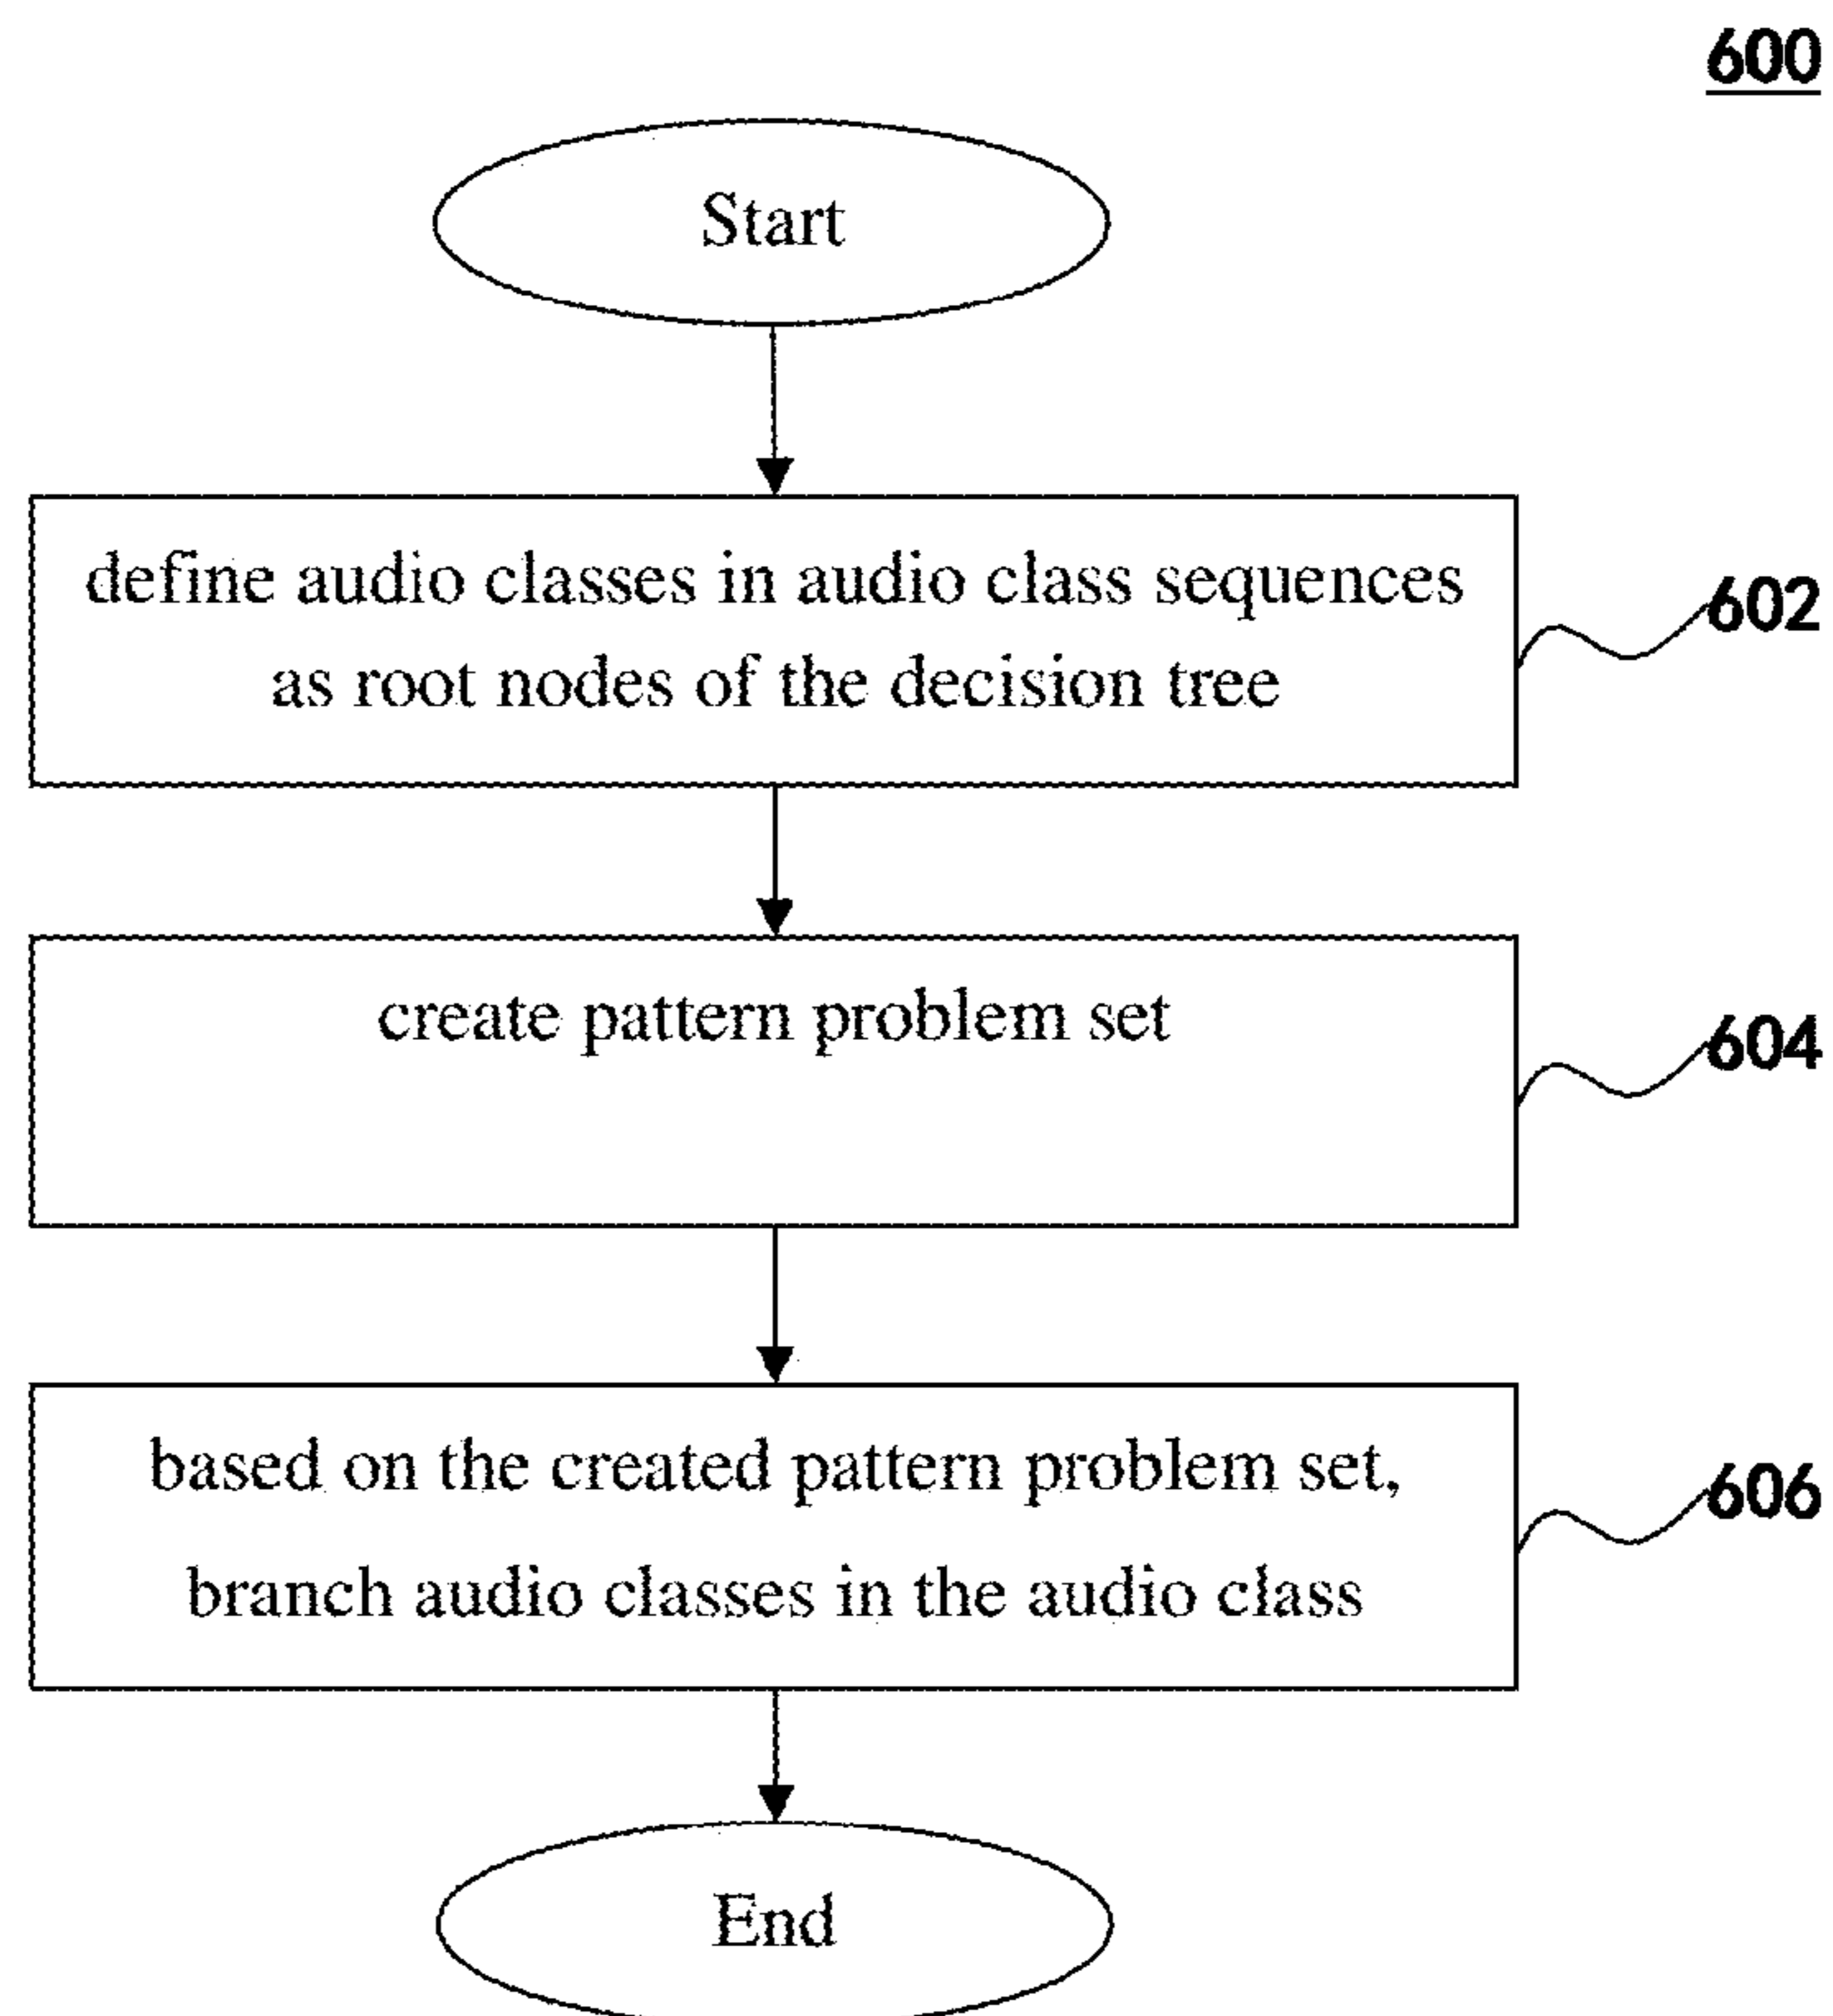 600
Start
define audio classes in audio class sequences
as root nodes of the decision tree
602
create pattern problem set
604
based on the created pattern problem set,
branch audio classes in the audio class
606
End